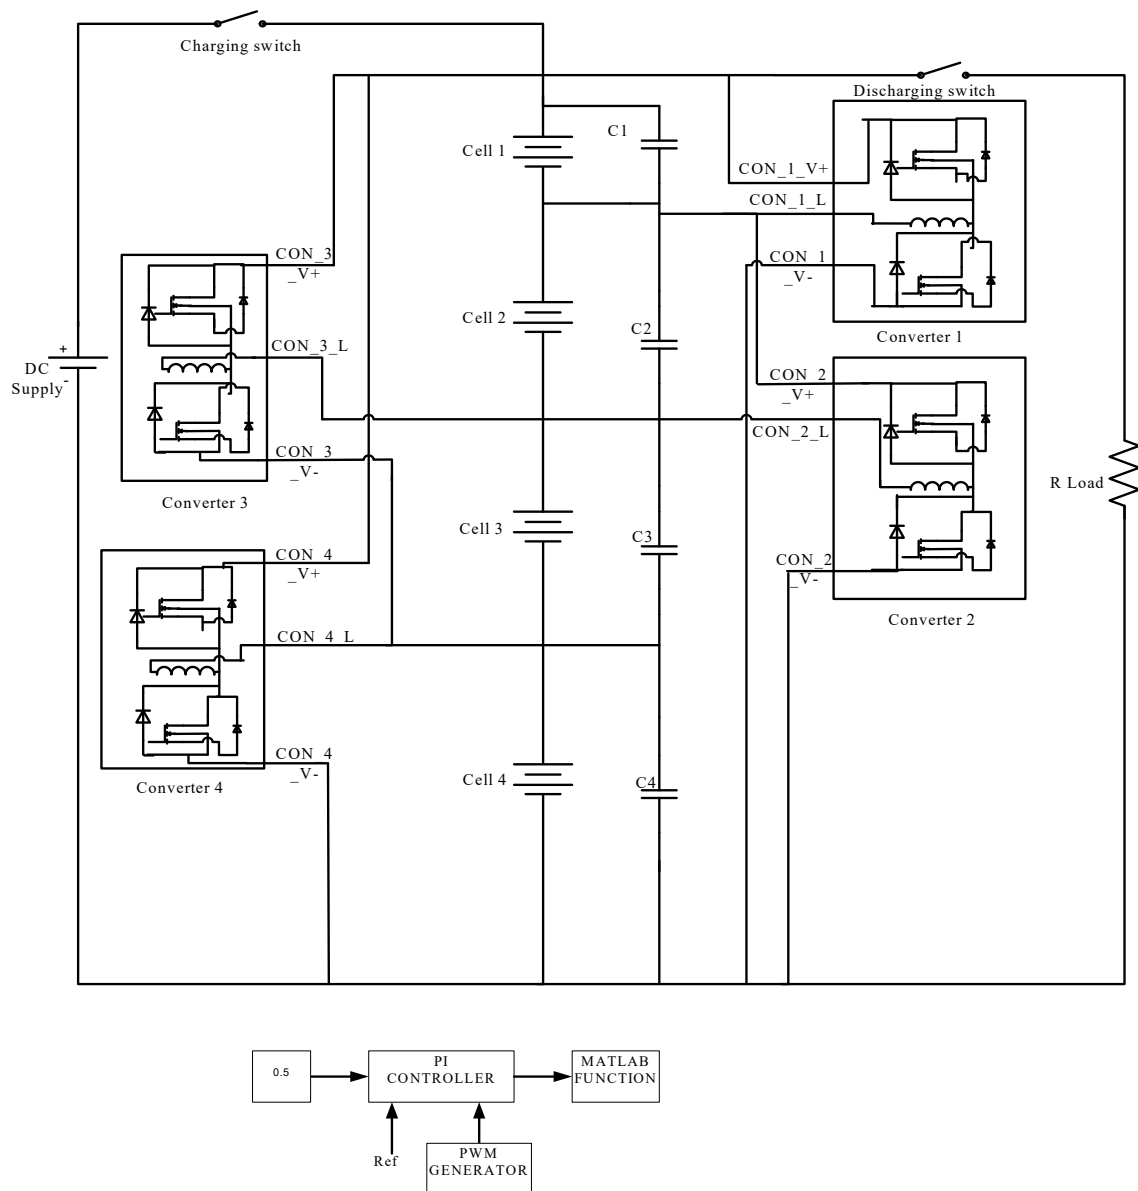 Charging switch
Discharging switch
Cell 1
C1
CON_1_V+
CON_1_L
CON_1
_V-
Converter 1
CON_3
_V+
CON_3_L
CON_3
_V-
Converter 3
+
DC
Supply
-
Cell 2
C2
CON_2
_V+
CON_2_L
CON_2
_V-
Converter 2
R Load
Cell 3
C3
CON_4
_V+
CON_4_L
CON_4
_V-
Converter 4
Cell 4
C4
0.5
PI
CONTROLLER
MATLAB
FUNCTION
Ref
PWM
GENERATOR